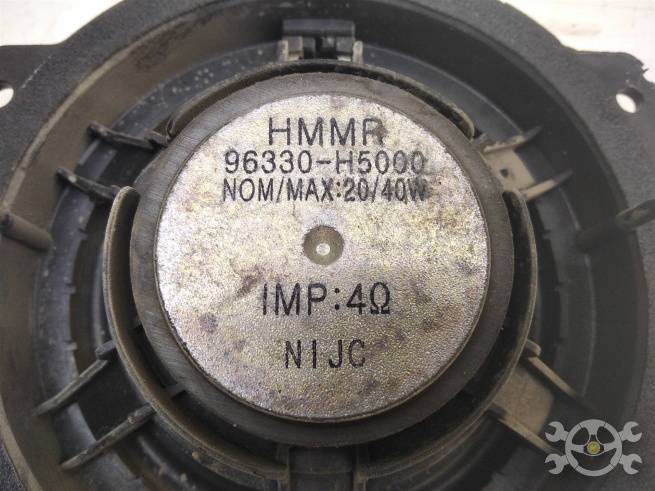 HMMR
96330-H5000
NOM/MAX:20/40W
IMP:4Ω
NIJC